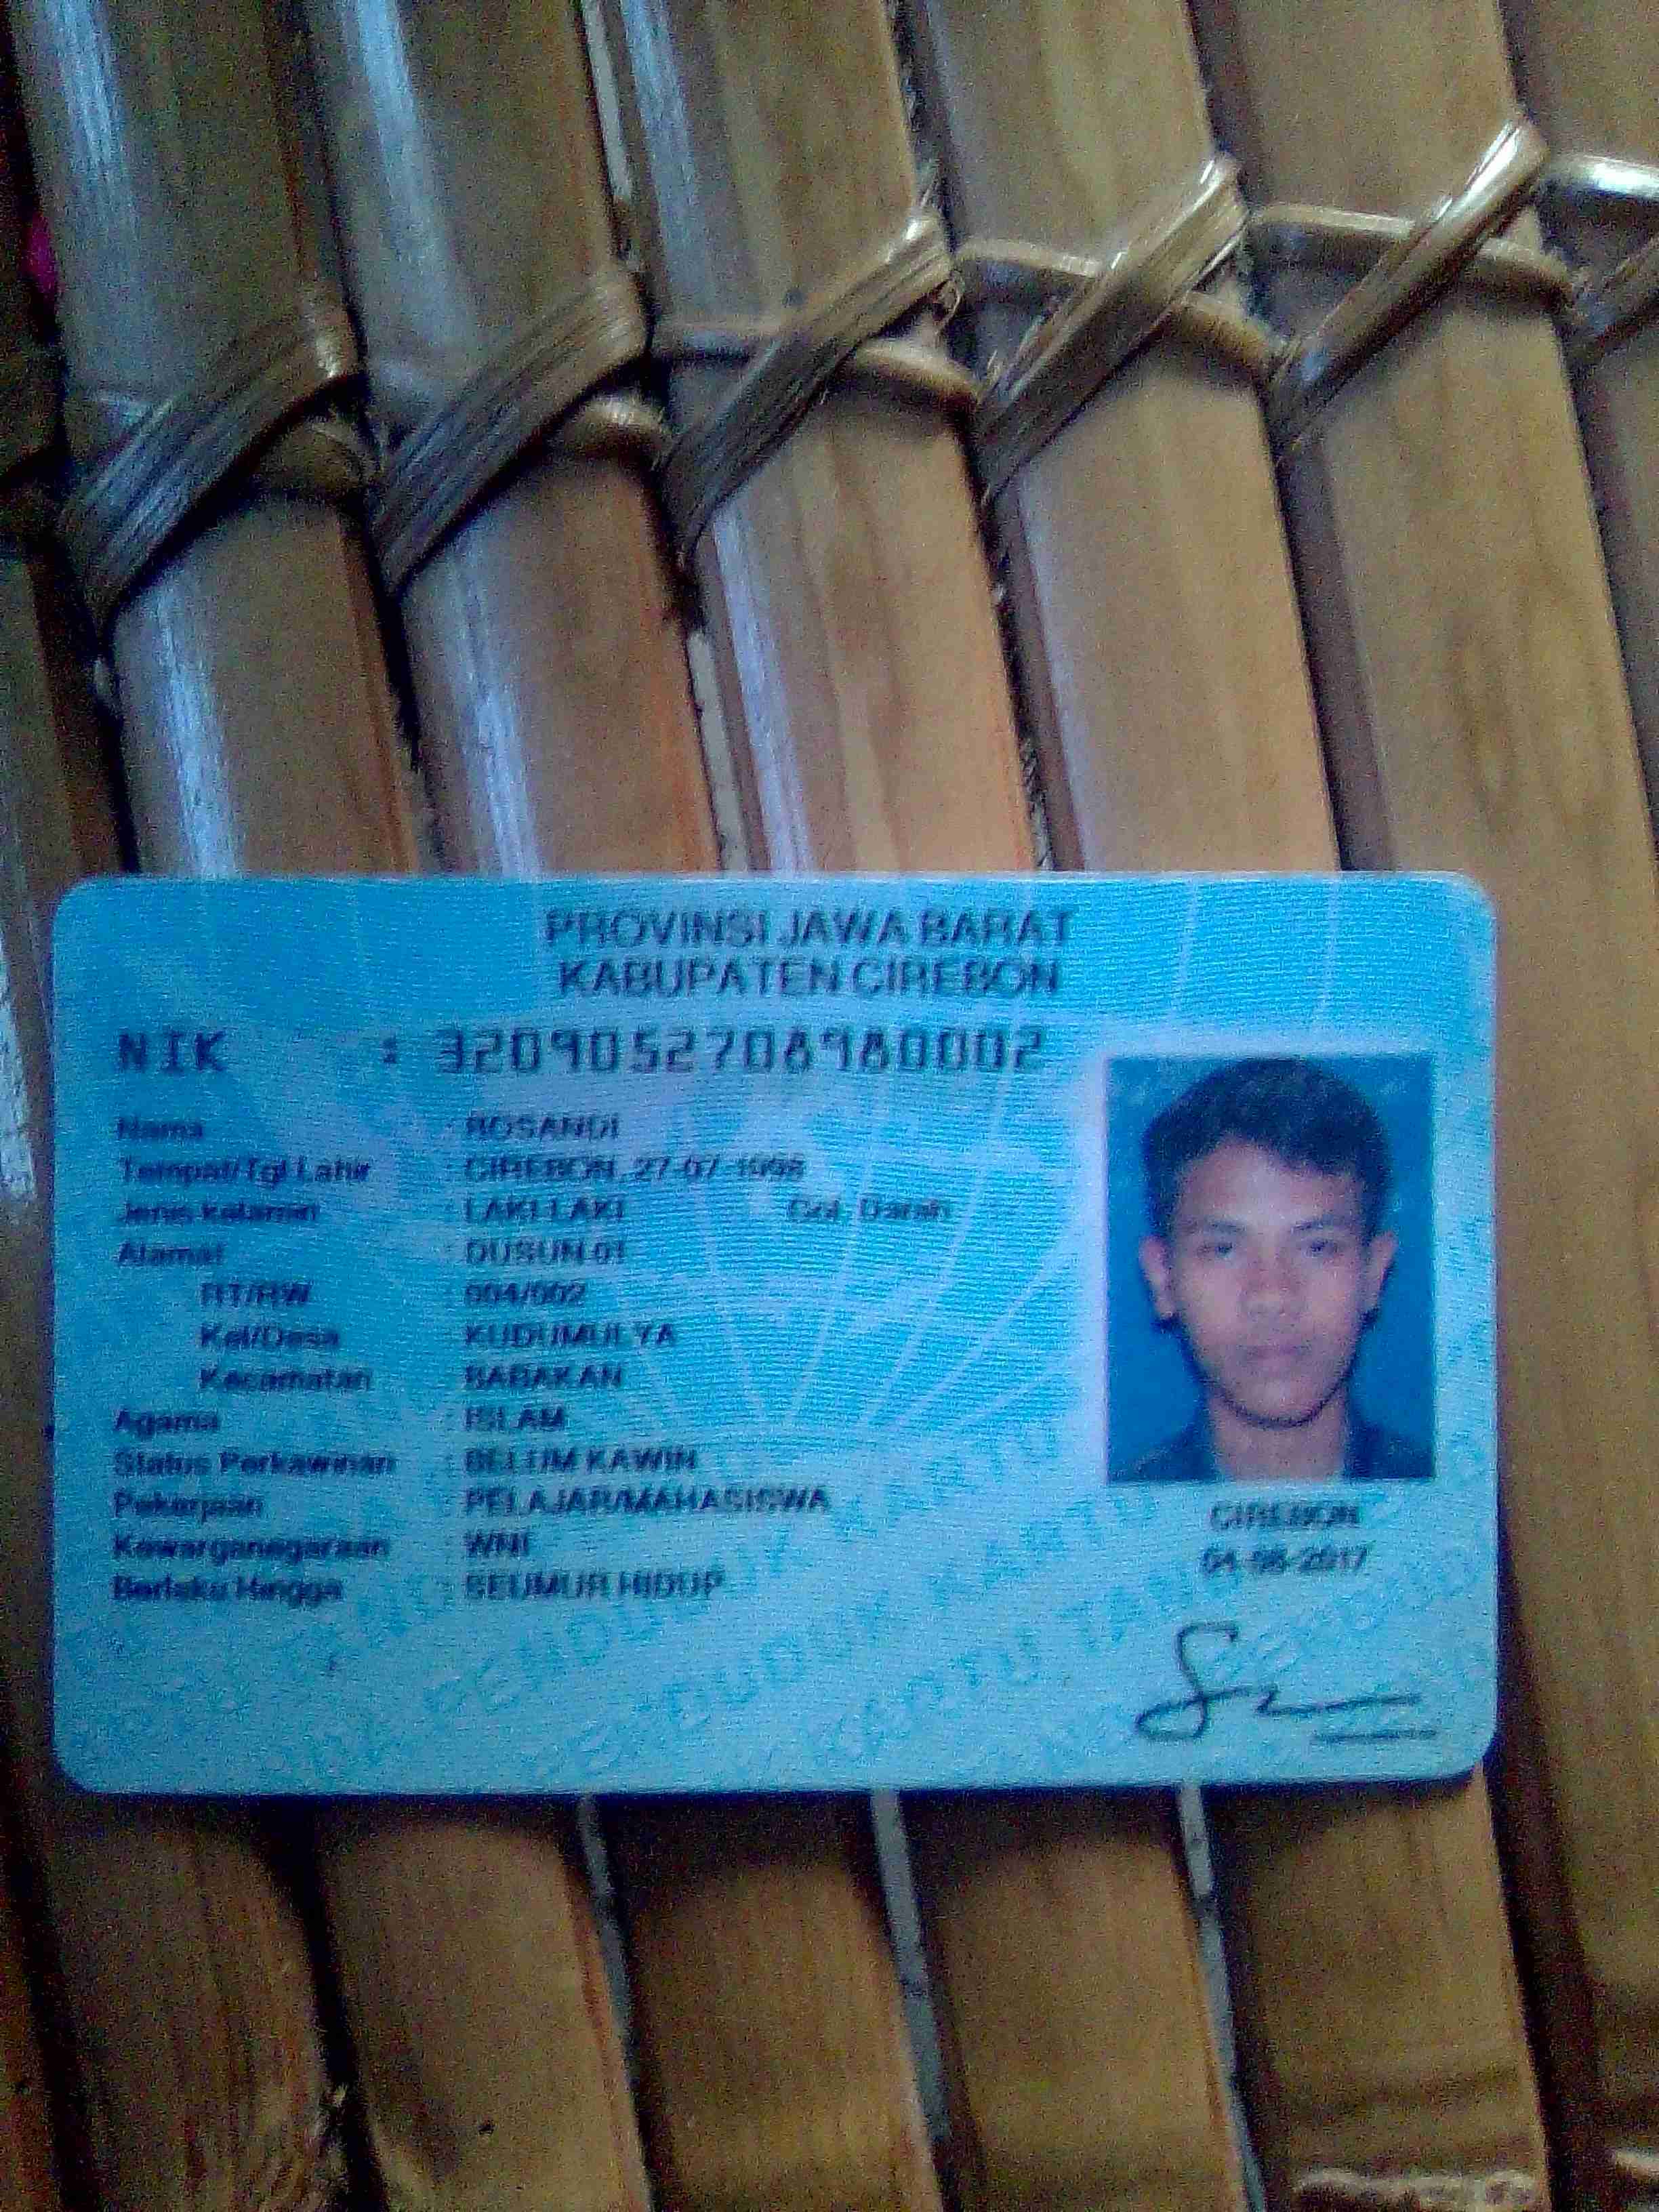 PROVINSI JAWA BARAT
KABUPATEN CIREBON
NIK : 3209052708980002
Nama : ROSANDI
Tempat/Tgl Lahir : CIREBON, 27-07-1998
Jenis kelamin : LAKI-LAKI Gol. Darah
Alamat : DUSUN 01
RT/RW : 004/002
Kel/Desa : KUDUMULYA
Kecamatan : BABAKAN
Agama : ISLAM
Status Perkawinan : BELUM KAWIN
Pekerjaan : PELAJAR/MAHASISWA
Kewarganegaraan : WNI
Berlaku Hingga : SEUMUR HIDUP
CIREBON
04-08-2017